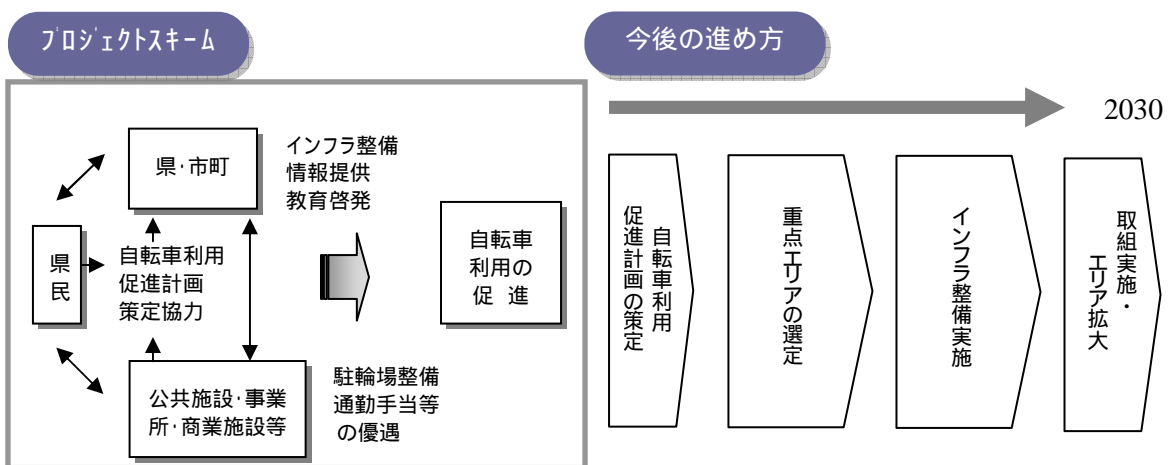 プロジェクトスキーム
県・市町
インフラ整備
情報提供
教育啓発
県民
自転車利用
促進計画
策定協力
公共施設・事業
所・商業施設等
駐輪場整備
通勤手当等
の優遇
自転車
利用の
促進
今後の進め方
2030
自転車利用
促進計画の策定
重点エリアの選定
インフラ整備実施
取組実施・
エリア拡大